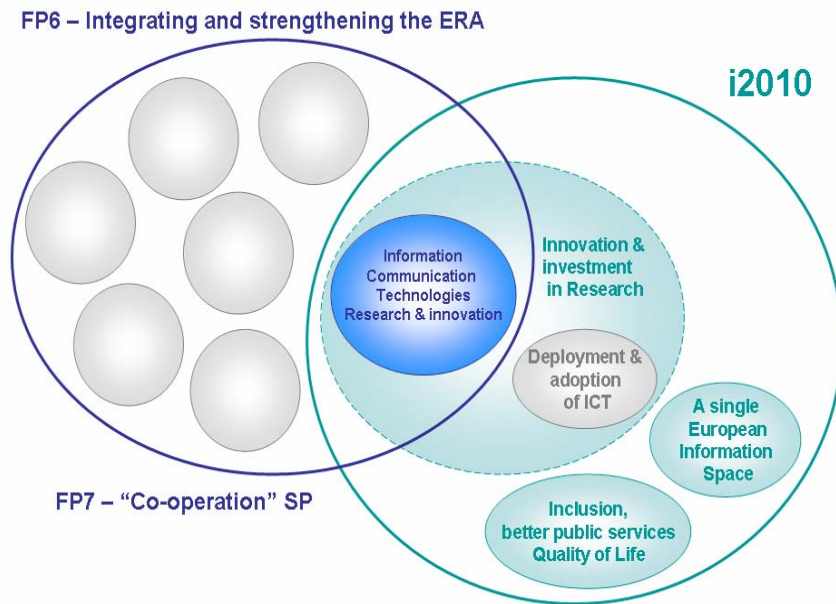 FP6 – Integrating and strengthening the ERA
i2010
Information
Communication
Technologies
Research & innovation
Innovation &
investment
in Research
Deployment &
adoption
of ICT
A single
European
Information
Space
FP7 – “Co-operation” SP
Inclusion,
better public services
Quality of Life